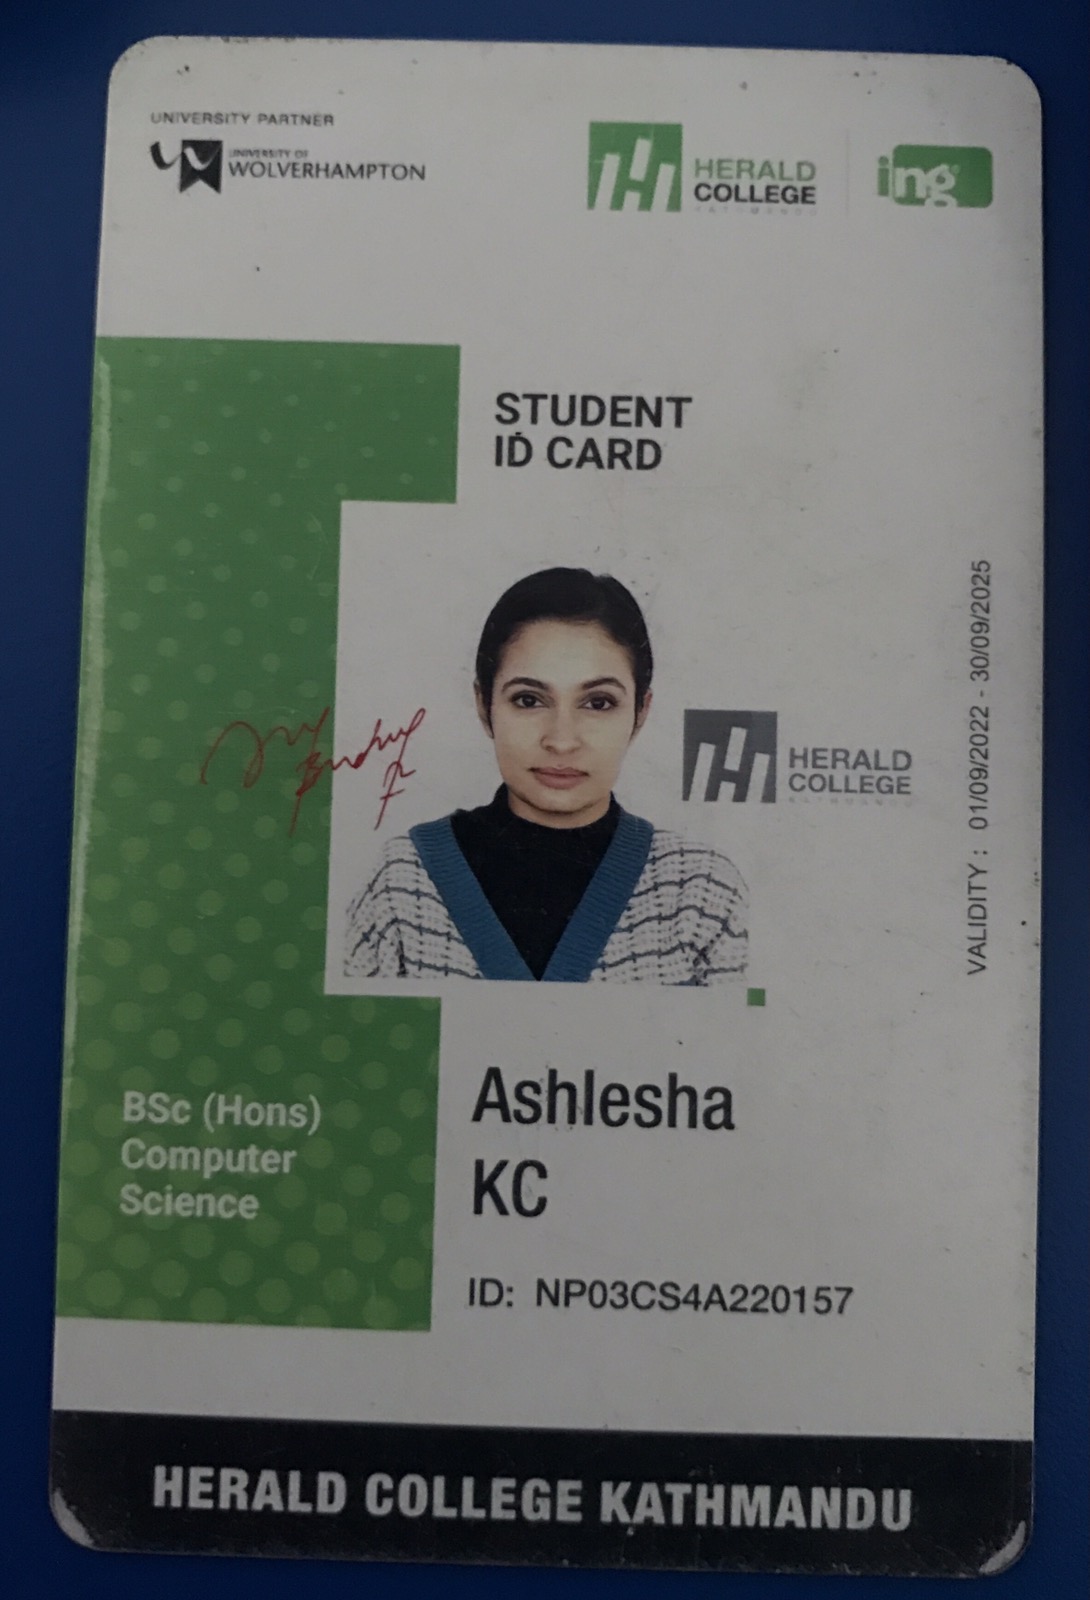 UNIVERSITY PARTNER
UNIVERSITY OF
WOLVERHAMPTON
HERALD
COLLEGE
KATHMANDU
ing
STUDENT
ID CARD
HERALD
COLLEGE
KATHMANDU
VALIDITY : 01/09/2022 - 30/09/2025
Ashlesha
KC
BSc (Hons)
Computer
Science
ID: NP03CS4A220157
HERALD COLLEGE KATHMANDU